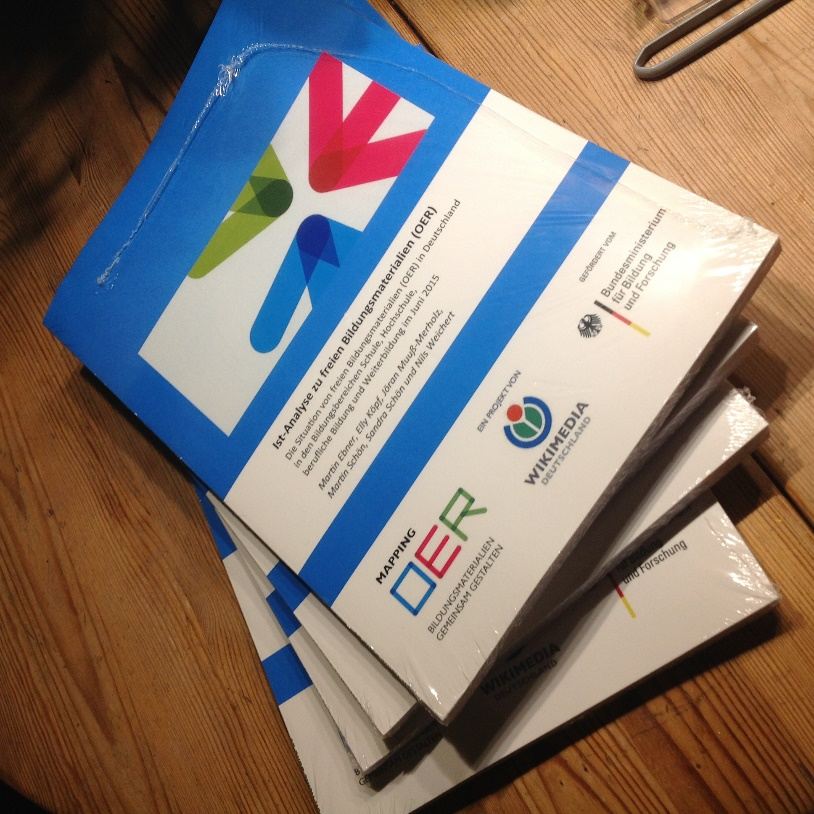 Ist-Analyse zu freien Bildungsmaterialien (OER)
Die Situation von freien Bildungsmaterialien (OER) in Deutschland
in den Bildungsbereichen Schule, Hochschule,
berufliche Bildung und Weiterbildung im Juni 2015
Martin Ebner, Elly Köpf, Jöran Muuß-Merholz,
Martin Schön, Sandra Schön und Nils Weichert
MAPPING
OER
BILDUNGSMATERIALIEN
GEMEINSAM GESTALTEN
EIN PROJEKT VON
WIKIMEDIA
DEUTSCHLAND
GEFÖRDERT VOM
Bundesministerium
für Bildung
und Forschung
WIKIMEDIA
DEUTSCHLAND
und Forschung